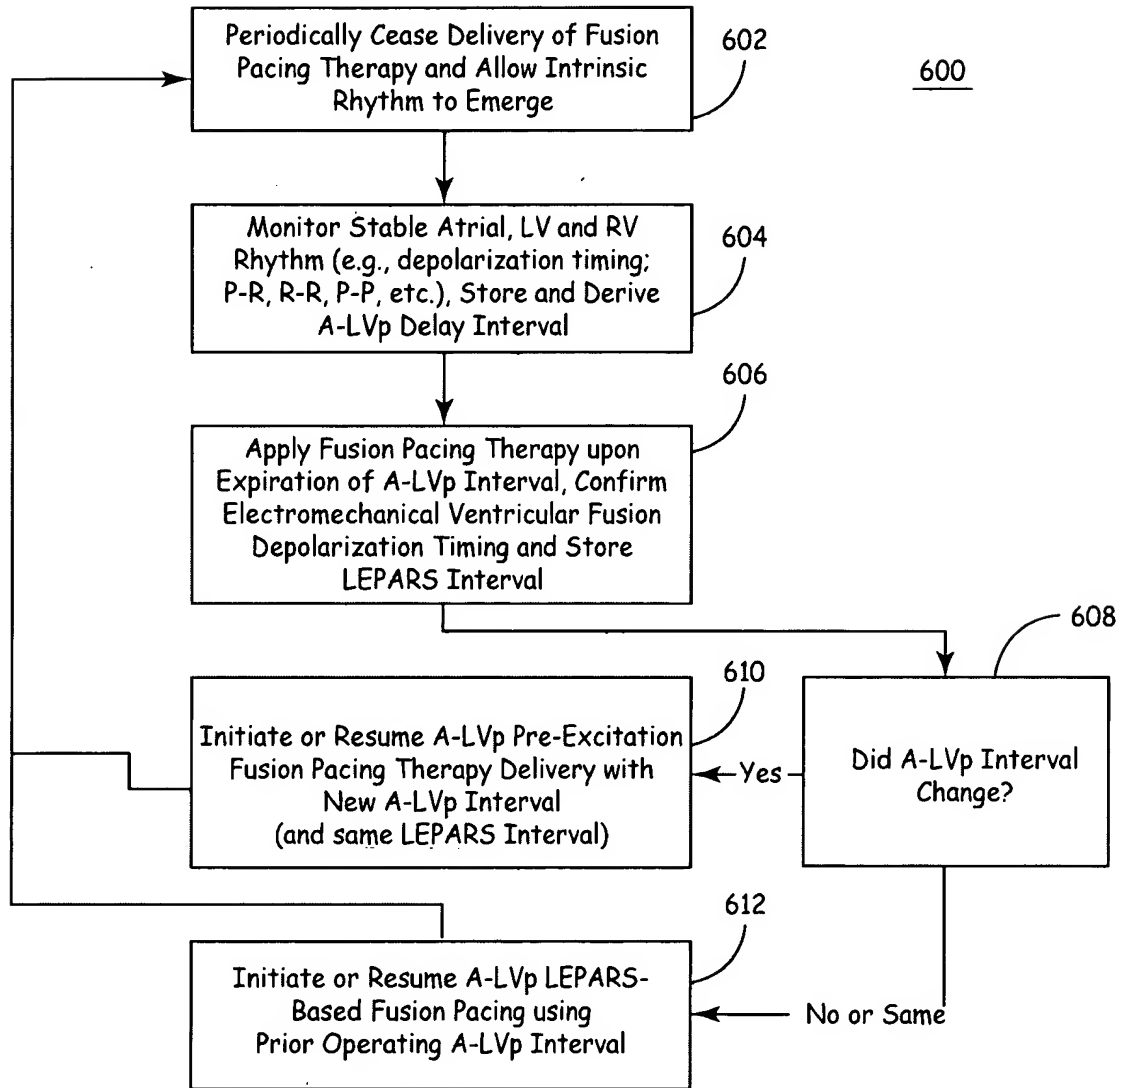 Periodically Cease Delivery of Fusion
Pacing Therapy and Allow Intrinsic
Rhythm to Emerge
602
600
Monitor Stable Atrial, LV and RV
Rhythm (e.g., depolarization timing;
P-R, R-R, P-P, etc.), Store and Derive
A-LVp Delay Interval
604
606
Apply Fusion Pacing Therapy upon
Expiration of A-LVp Interval, Confirm
Electromechanical Ventricular Fusion
Depolarization Timing and Store
LEPARS Interval
608
610
Initiate or Resume A-LVp Pre-Excitation
Fusion Pacing Therapy Delivery with
New A-LVp Interval
(and same LEPARS Interval)
Yes
Did A-LVp Interval
Change?
612
Initiate or Resume A-LVp LEPARS-
Based Fusion Pacing using
Prior Operating A-LVp Interval
No or Same